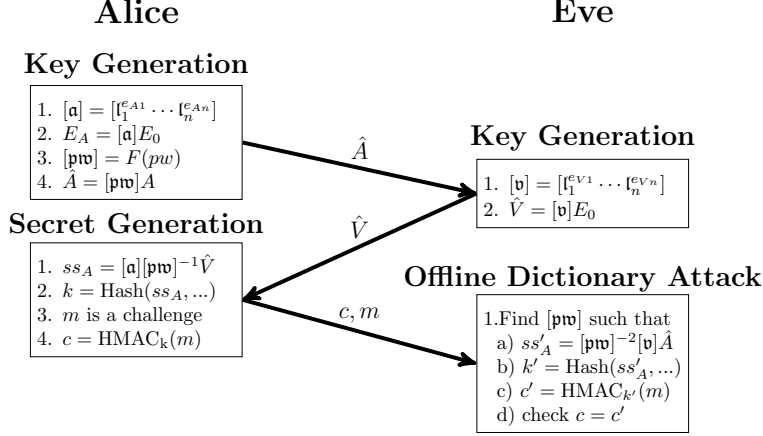 Alice
Key Generation
1. [𝔞] = [𝔩₁^{e_{A1}} ⋯ 𝔩ₙ^{e_{An}}]
2. E_A = [𝔞]E₀
3. [𝔭𝔴] = F(pw)
4. Â = [𝔭𝔴]A
Secret Generation
1. ss_A = [𝔞][𝔭𝔴]⁻¹V̂
2. k = Hash(ss_A, ...)
3. m is a challenge
4. c = HMAC_k(m)
Â
V̂
c, m
Eve
Key Generation
1. [𝔳] = [𝔩₁^{e_{V1}} ⋯ 𝔩ₙ^{e_{Vn}}]
2. V̂ = [𝔳]E₀
Offline Dictionary Attack
1.Find [𝔭𝔴] such that
a) ss′_A = [𝔭𝔴]⁻²[𝔳]Â
b) k′ = Hash(ss′_A, ...)
c) c′ = HMAC_{k′}(m)
d) check c = c′